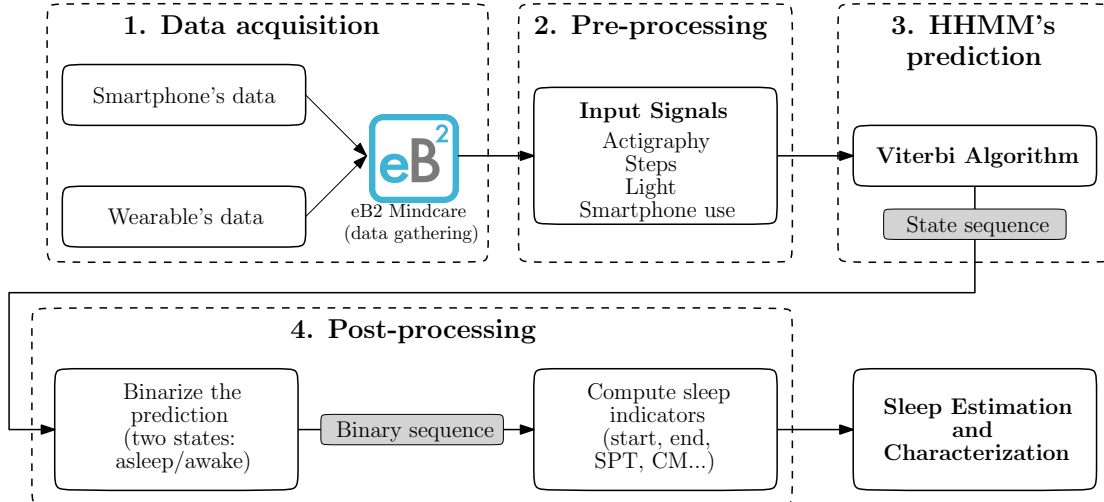 1. Data acquisition
Smartphone's data
Wearable's data
eB2
eB2 Mindcare
(data gathering)
2. Pre-processing
Input Signals
Actigraphy
Steps
Light
Smartphone use
3. HHMM's
prediction
Viterbi Algorithm
State sequence
4. Post-processing
Binarize the
prediction
(two states:
asleep/awake)
Binary sequence
Compute sleep
indicators
(start, end,
SPT, CM...)
Sleep Estimation
and
Characterization